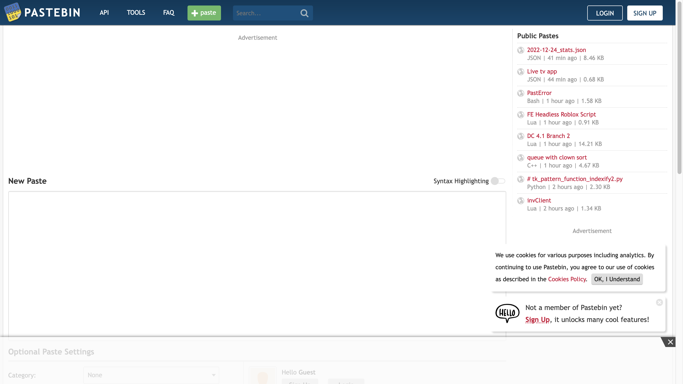 PASTEBIN API TOOLS FAQ paste Search... LOGIN SIGN UP
Advertisement
Public Pastes
2022-12-24_stats.json
JSON | 41 min ago | 8.46 KB
Live tv app
JSON | 44 min ago | 0.68 KB
PastError
Bash | 1 hour ago | 1.58 KB
FE Headless Roblox Script
Lua | 1 hour ago | 0.91 KB
DC 4.1 Branch 2
Lua | 1 hour ago | 14.21 KB
queue with clown sort
C++ | 1 hour ago | 4.67 KB
# tk_pattern_function_indexify2.py
Python | 2 hours ago | 2.30 KB
InvClient
Lua | 2 hours ago | 1.34 KB
Advertisement
New Paste Syntax Highlighting
We use cookies for various purposes including analytics. By
continuing to use Pastebin, you agree to our use of cookies
as described in the Cookies Policy. OK, I Understand
HELLO
Not a member of Pastebin yet?
Sign Up, it unlocks many cool features!
Optional Paste Settings
Category: None
Hello Guest